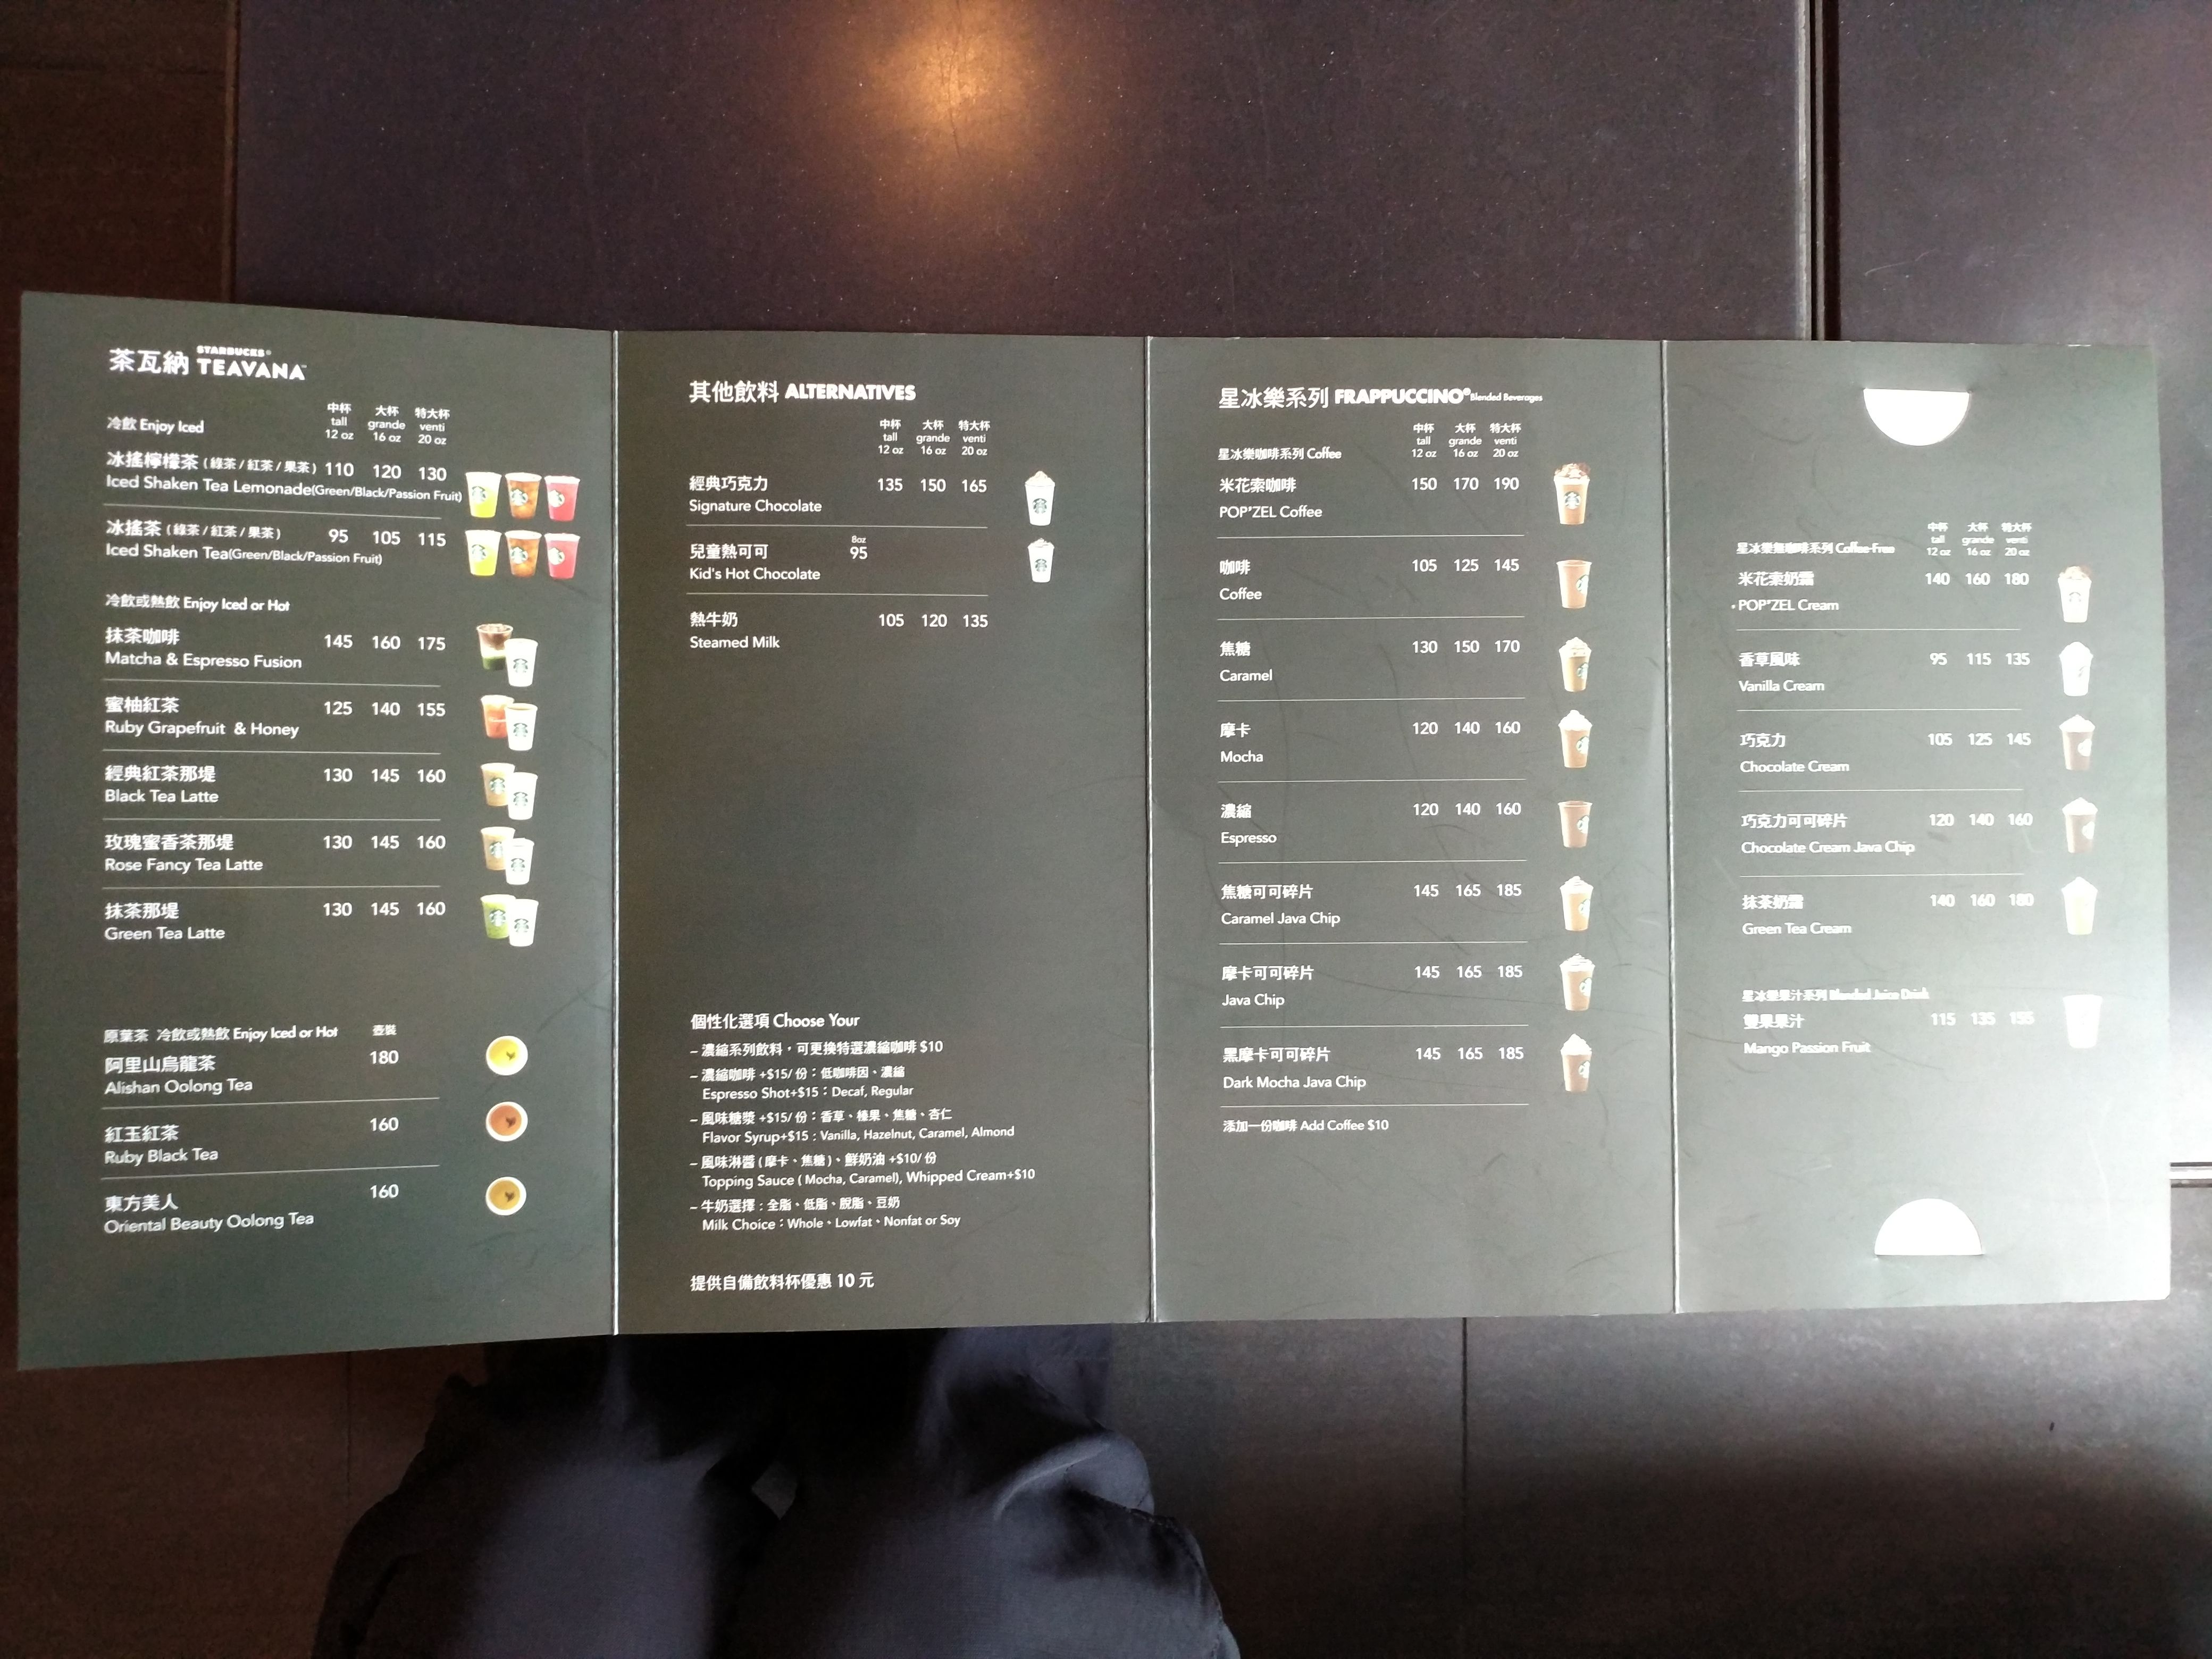 茶瓦納 STARBUCKS® TEAVANA™
中杯 大杯 特大杯
tall grande venti
冷飲 Enjoy Iced 12 oz 16 oz 20 oz
冰搖檸檬茶 ( 綠茶 / 紅茶 / 果茶 ) 110 120 130
Iced Shaken Tea Lemonade(Green/Black/Passion Fruit)
冰搖茶 ( 綠茶 / 紅茶 / 果茶 ) 95 105 115
Iced Shaken Tea(Green/Black/Passion Fruit)
冷飲或熱飲 Enjoy Iced or Hot
抹茶咖啡 145 160 175
Matcha & Espresso Fusion
蜜柚紅茶 125 140 155
Ruby Grapefruit & Honey
經典紅茶那堤 130 145 160
Black Tea Latte
玫瑰蜜香茶那堤 130 145 160
Rose Fancy Tea Latte
抹茶那堤 130 145 160
Green Tea Latte
原葉茶 冷飲或熱飲 Enjoy Iced or Hot 壺裝
阿里山烏龍茶 180
Alishan Oolong Tea
紅玉紅茶 160
Ruby Black Tea
東方美人 160
Oriental Beauty Oolong Tea
其他飲料 ALTERNATIVES
中杯 大杯 特大杯
tall grande venti
12 oz 16 oz 20 oz
經典巧克力 135 150 165
Signature Chocolate
8oz
兒童熱可可 95
Kid's Hot Chocolate
熱牛奶 105 120 135
Steamed Milk
個性化選項 Choose Your
– 濃縮系列飲料，可更換特選濃縮咖啡 $10
– 濃縮咖啡 +$15/ 份：低咖啡因、濃縮
Espresso Shot+$15：Decaf, Regular
– 風味糖漿 +$15/ 份：香草、榛果、焦糖、杏仁
Flavor Syrup+$15 : Vanilla, Hazelnut, Caramel, Almond
– 風味淋醬 ( 摩卡、焦糖 )、鮮奶油 +$10/ 份
Topping Sauce ( Mocha, Caramel), Whipped Cream+$10
– 牛奶選擇：全脂、低脂、脫脂、豆奶
Milk Choice：Whole、Lowfat、Nonfat or Soy
提供自備飲料杯優惠 10 元
星冰樂系列 FRAPPUCCINO® Blended Beverages
中杯 大杯 特大杯
tall grande venti
星冰樂咖啡系列 Coffee 12 oz 16 oz 20 oz
米花索咖啡 150 170 190
POP'ZEL Coffee
咖啡 105 125 145
Coffee
焦糖 130 150 170
Caramel
摩卡 120 140 160
Mocha
濃縮 120 140 160
Espresso
焦糖可可碎片 145 165 185
Caramel Java Chip
摩卡可可碎片 145 165 185
Java Chip
黑摩卡可可碎片 145 165 185
Dark Mocha Java Chip
添加一份咖啡 Add Coffee $10
中杯 大杯 特大杯
tall grande venti
星冰樂無咖啡系列 Coffee-Free 12 oz 16 oz 20 oz
米花索奶霜 140 160 180
POP'ZEL Cream
香草風味 95 115 135
Vanilla Cream
巧克力 105 125 145
Chocolate Cream
巧克力可可碎片 120 140 160
Chocolate Cream Java Chip
抹茶奶霜 140 160 180
Green Tea Cream
星冰樂果汁系列 Blended Juice Drink
雙果果汁 115 135 155
Mango Passion Fruit